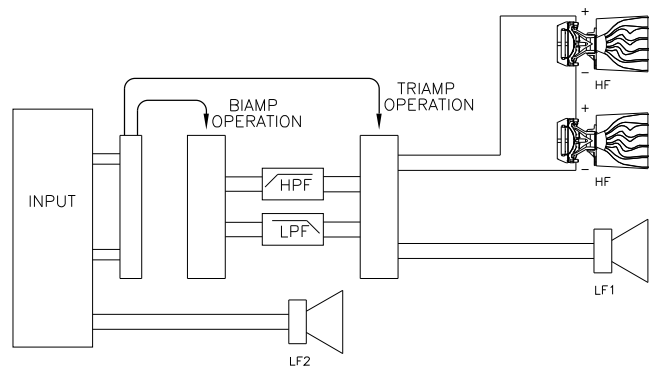 +
−
HF
TRIAMP
OPERATION
BIAMP
OPERATION
+
−
HF
INPUT
HPF
LPF
LF1
LF2